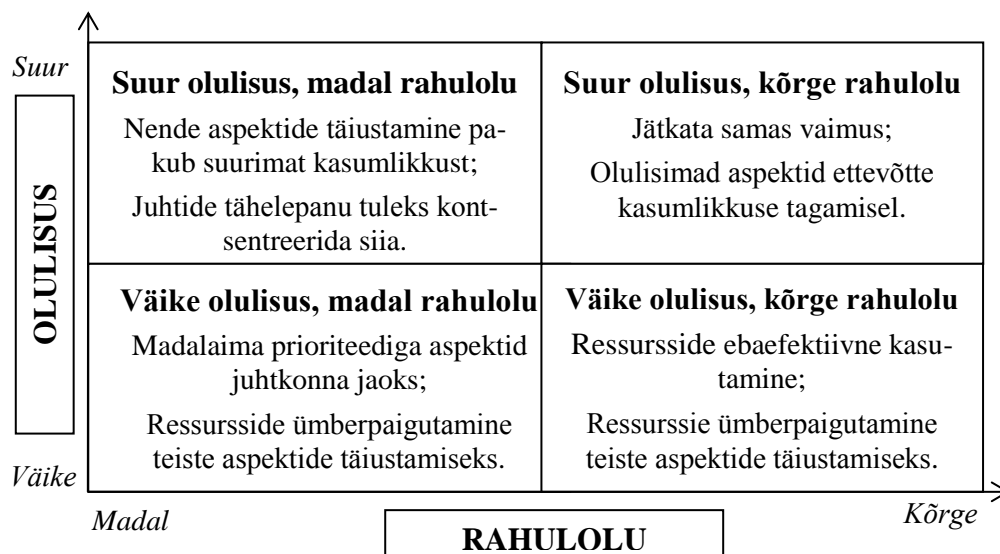 Suur
OLULISUS
Väike
Suur olulisus, madal rahulolu
Nende aspektide täiustamine pa-
kub suurimat kasumlikkust;
Juhtide tähelepanu tuleks kont-
sentreerida siia.
Suur olulisus, kõrge rahulolu
Jätkata samas vaimus;
Olulisimad aspektid ettevõtte
kasumlikkuse tagamisel.
Väike olulisus, madal rahulolu
Madalaima prioriteediga aspektid
juhtkonna jaoks;
Ressursside ümberpaigutamine
teiste aspektide täiustamiseks.
Väike olulisus, kõrge rahulolu
Ressursside ebaefektiivne kasu-
tamine;
Ressurssie ümberpaigutamine
teiste aspektide täiustamiseks.
Madal
RAHULOLU
Kõrge